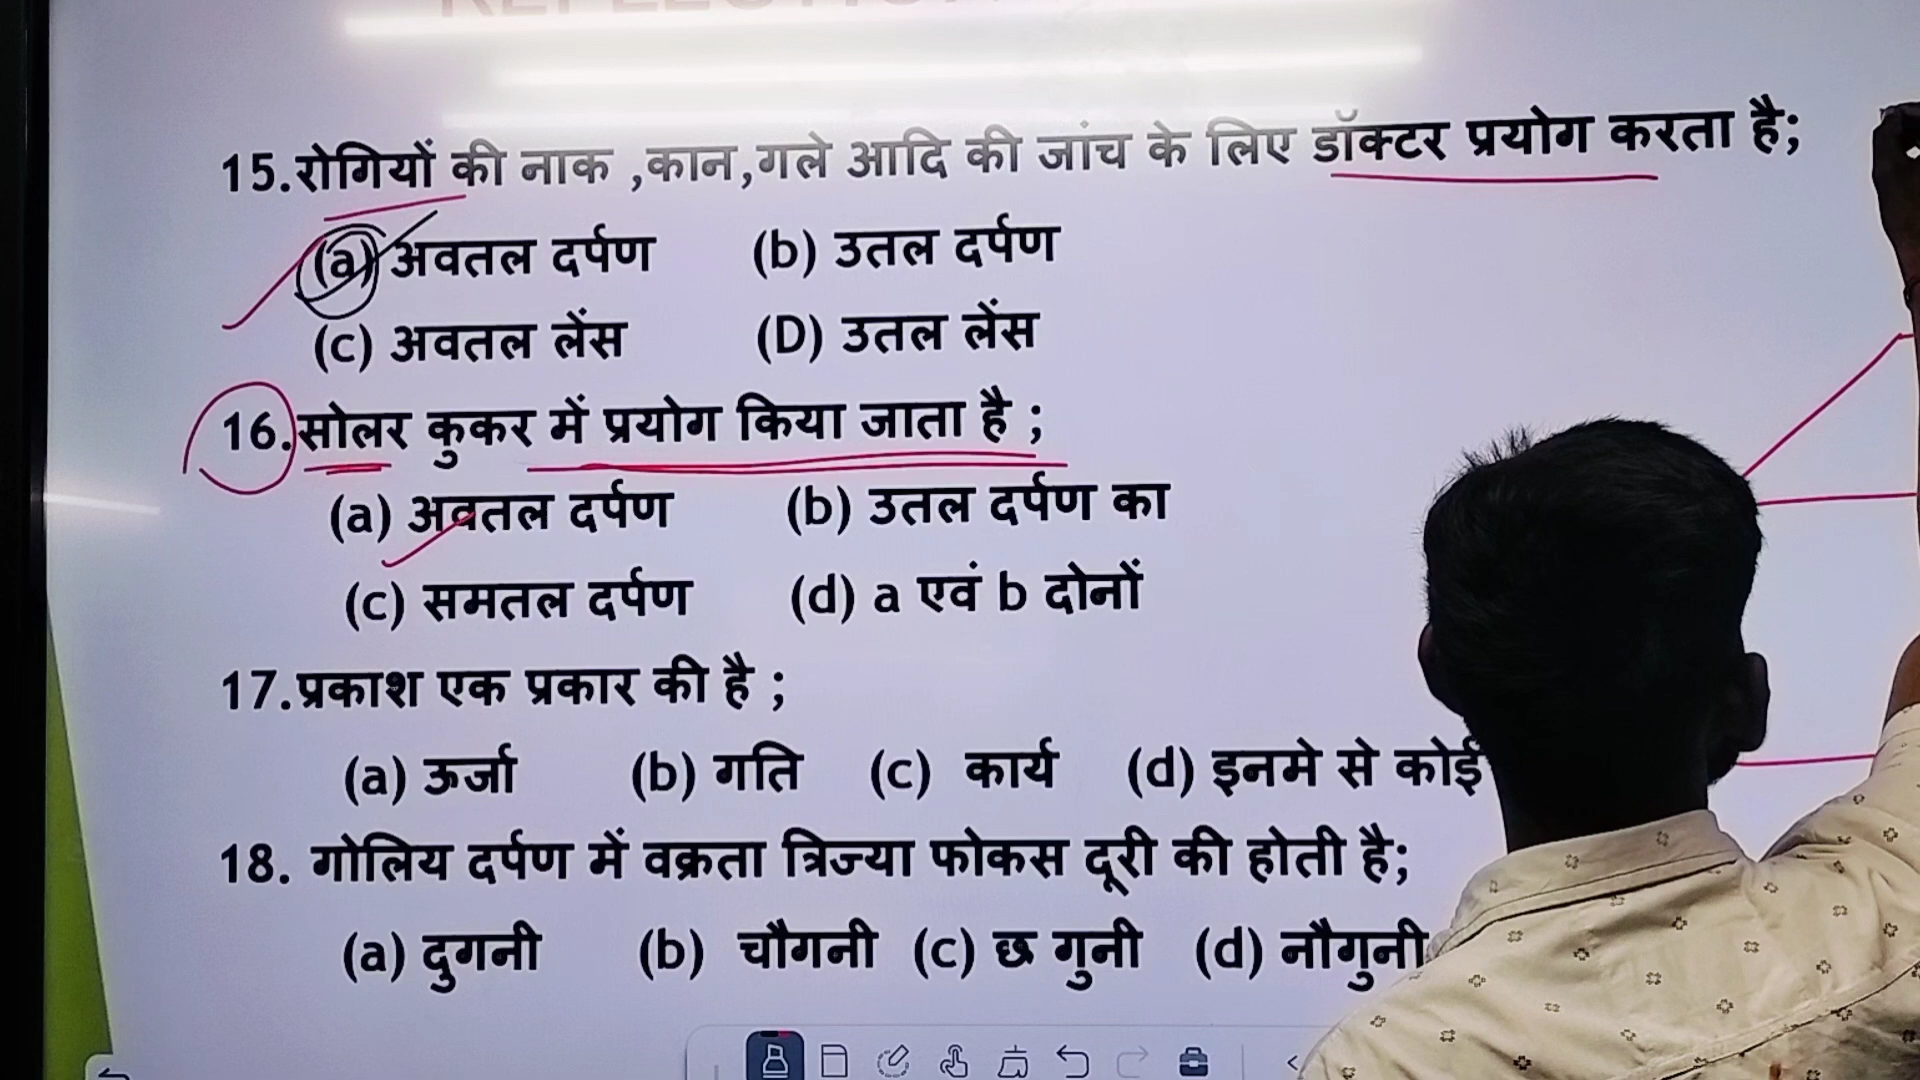 15.रोगियों की नाक ,कान,गले आदि की जांच के लिए डॉक्टर प्रयोग करता है;
(a) अवतल दर्पण (b) उतल दर्पण
(c) अवतल लेंस (D) उतल लेंस
16.सोलर कुकर में प्रयोग किया जाता है ;
(a) अवतल दर्पण (b) उतल दर्पण का
(c) समतल दर्पण (d) a एवं b दोनों
17.प्रकाश एक प्रकार की है ;
(a) ऊर्जा (b) गति (c) कार्य (d) इनमे से कोई
18. गोलिय दर्पण में वक्रता त्रिज्या फोकस दूरी की होती है;
(a) दुगनी (b) चौगनी (c) छ गुनी (d) नौगुनी